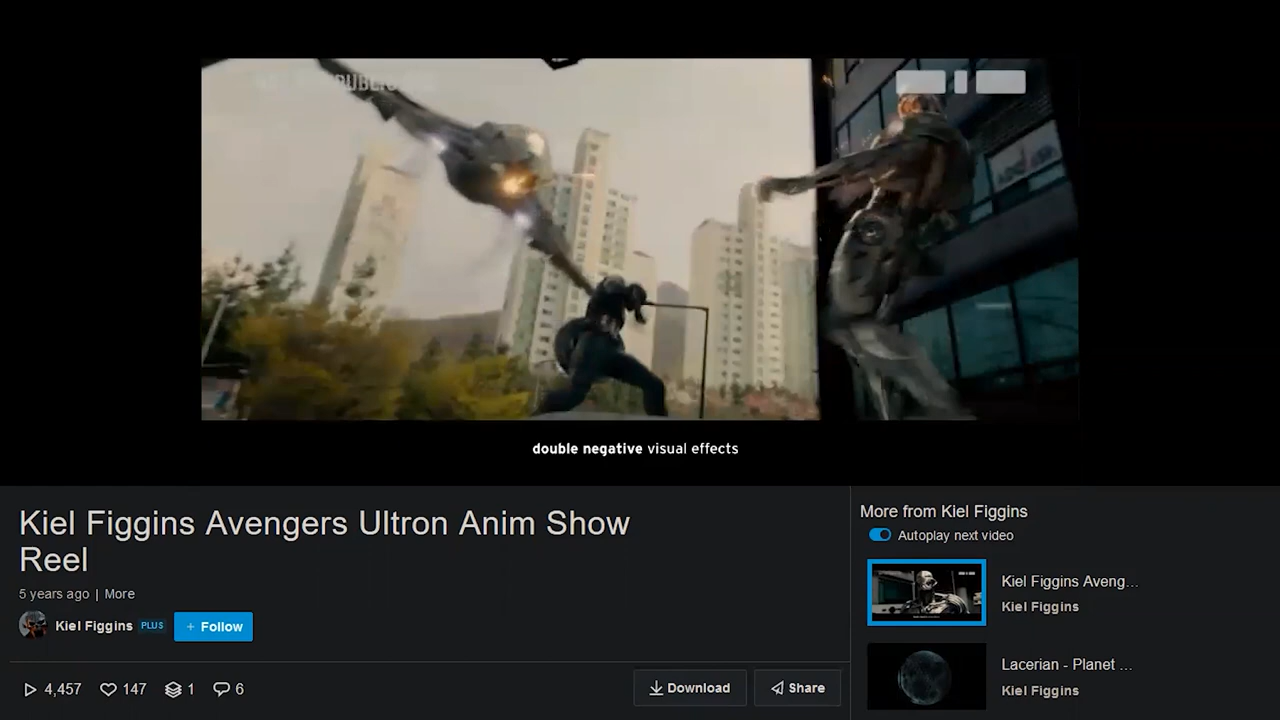 double negative visual effects
Kiel Figgins Avengers Ultron Anim Show
Reel
5 years ago | More
Kiel Figgins PLUS + Follow
4,457 147 1 6
Download Share
More from Kiel Figgins
Autoplay next video
Kiel Figgins Aveng...
Kiel Figgins
Lacerian - Planet ...
Kiel Figgins